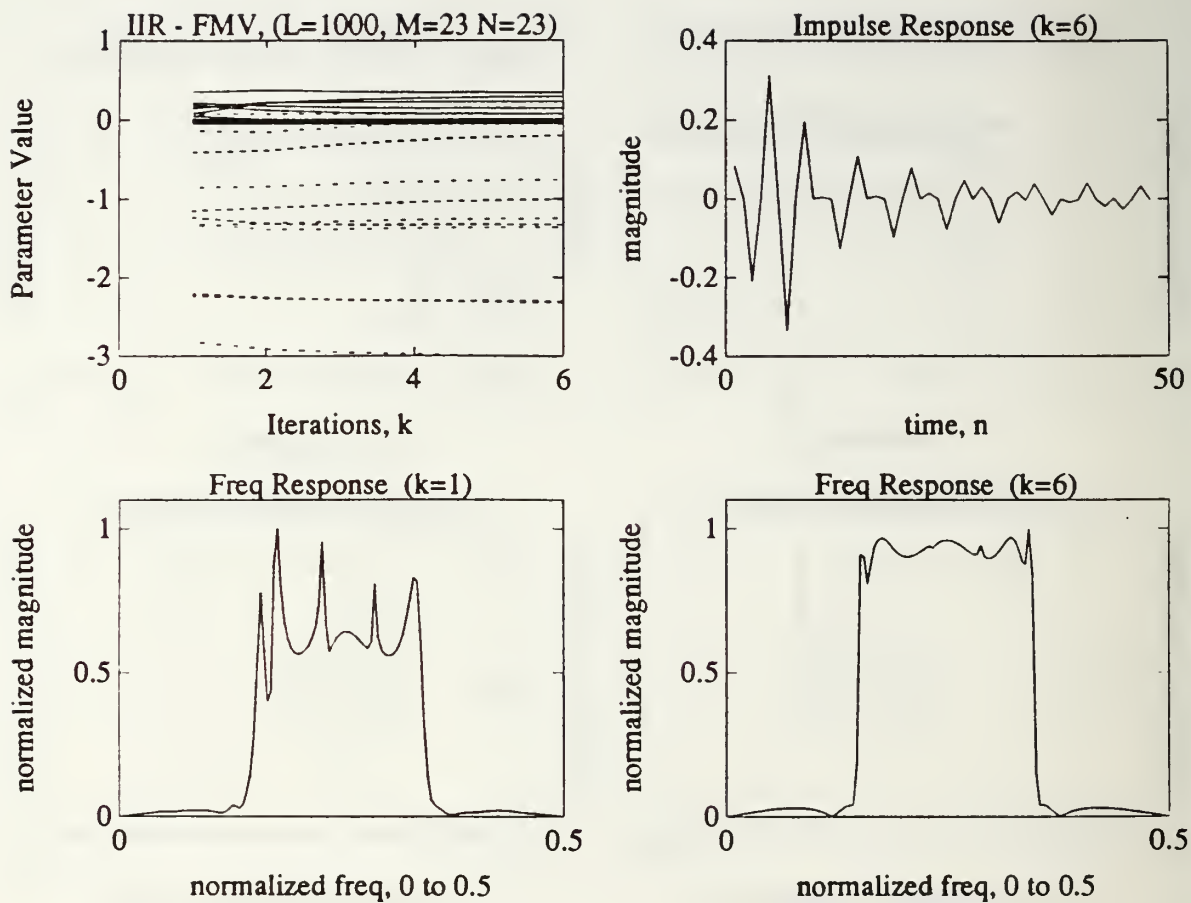 IIR - FMV, (L=1000, M=23 N=23)
Parameter Value
1
0
-1
-2
-3
0
2
4
6
Iterations, k
Impulse Response (k=6)
magnitude
0.4
0.2
0
-0.2
-0.4
0
50
time, n
Freq Response (k=1)
normalized magnitude
1
0.5
0
0
0.5
normalized freq, 0 to 0.5
Freq Response (k=6)
normalized magnitude
1
0.5
0
0
0.5
normalized freq, 0 to 0.5